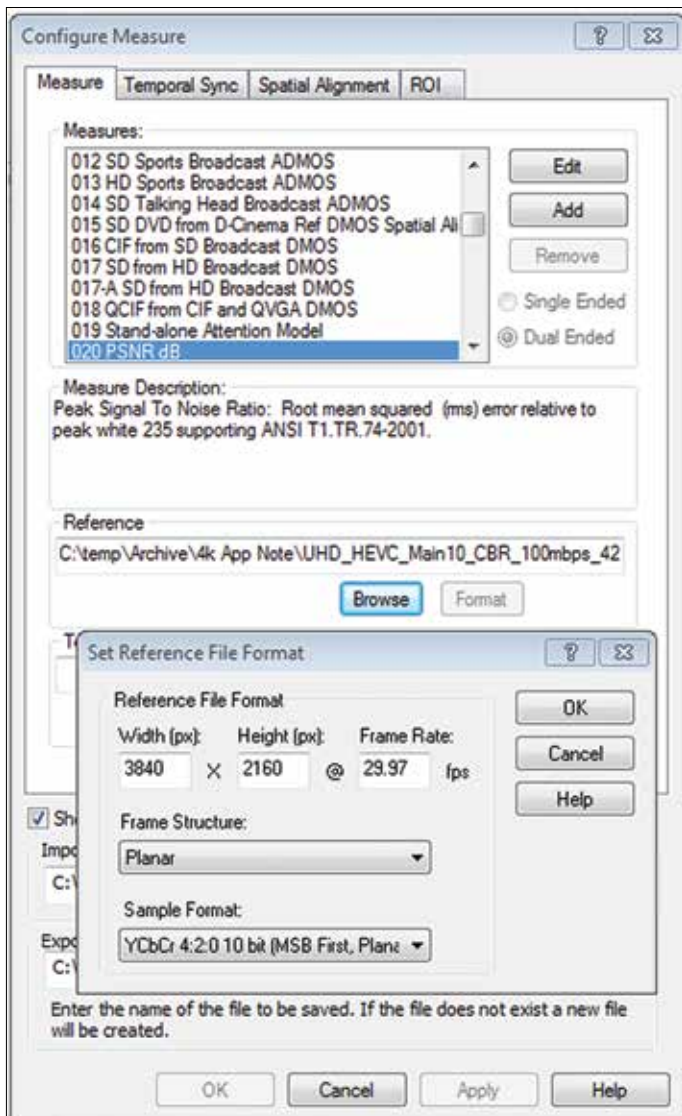 Configure Measure
Measure
Temporal Sync
Spatial Alignment
ROI
Measures:
012 SD Sports Broadcast ADMOS
013 HD Sports Broadcast ADMOS
014 SD Talking Head Broadcast ADMOS
015 SD DVD from D-Cinema Ref DMOS Spatial Ali
016 CIF from SD Broadcast DMOS
017 SD from HD Broadcast DMOS
017-A SD from HD Broadcast DMOS
018 QCIF from CIF and QVGA DMOS
019 Stand-alone Attention Model
020 PSNR dB
Edit
Add
Remove
Single Ended
Dual Ended
Measure Description:
Peak Signal To Noise Ratio: Root mean squared (rms) error relative to
peak white 235 supporting ANSI T1.TR.74-2001.
Reference
C:\temp\Archive\4k App Note\UHD_HEVC_Main10_CBR_100mbps_42
Browse
Format
Set Reference File Format
Reference File Format
Width (px): Height (px): Frame Rate:
3840 X 2160 @ 29.97 fps
Frame Structure:
Planar
Sample Format:
YCbCr 4:2:0 10 bit (MSB First, Plana
OK
Cancel
Help
Sh
Impo
C:\
Expo
C:\
Enter the name of the file to be saved. If the file does not exist a new file
will be created.
OK
Cancel
Apply
Help